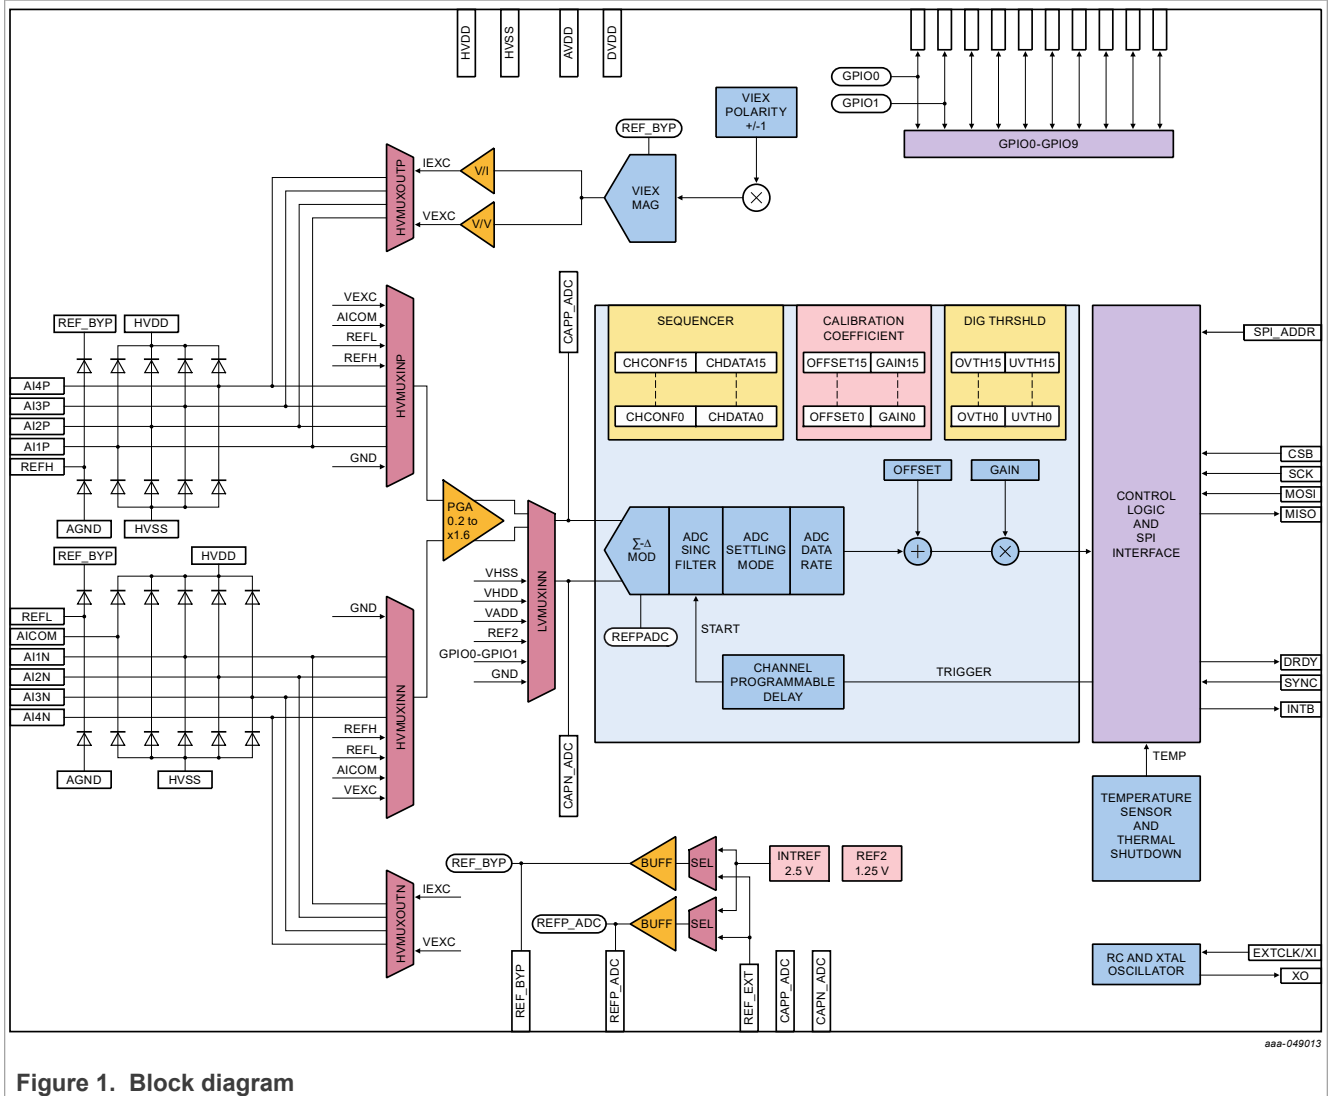 HVDD
HVSS
AVDD
DVDD
GPIO0
GPIO1
GPIO0-GPIO9
VIEX
POLARITY
+/-1
REF_BYP
VIEX
MAG
IEXC
V/I
VEXC
V/V
HVMUXOUTP
REF_BYP
HVDD
AI4P
AI3P
AI2P
AI1P
REFH
AGND
HVSS
VEXC
AICOM
REFL
REFH
GND
HVMUXINP
CAPP_ADC
SEQUENCER
CHCONF15
CHDATA15
CHCONF0
CHDATA0
CALIBRATION
COEFFICIENT
OFFSET15
GAIN15
OFFSET0
GAIN0
DIG THRSHLD
OVTH15
UVTH15
OVTH0
UVTH0
SPI_ADDR
CSB
SCK
MOSI
MISO
CONTROL
LOGIC
AND
SPI
INTERFACE
OFFSET
GAIN
PGA
0.2 to
x1.6
∑-Δ
MOD
ADC
SINC
FILTER
ADC
SETTLING
MODE
ADC
DATA
RATE
REFPADC
START
CHANNEL
PROGRAMMABLE
DELAY
TRIGGER
DRDY
SYNC
INTB
REF_BYP
HVDD
REFL
AICOM
AI1N
AI2N
AI3N
AI4N
AGND
HVSS
GND
REFH
REFL
AICOM
VEXC
HVMUXINN
VHSS
VHDD
VADD
REF2
GPIO0-GPIO1
GND
LVMUXINN
CAPN_ADC
TEMP
TEMPERATURE
SENSOR
AND
THERMAL
SHUTDOWN
HVMUXOUTN
IEXC
VEXC
REF_BYP
BUFF
SEL
INTREF
2.5 V
REF2
1.25 V
REFP_ADC
BUFF
SEL
REF_BYP
REFP_ADC
REF_EXT
CAPP_ADC
CAPN_ADC
RC AND XTAL
OSCILLATOR
EXTCLK/XI
XO
aaa-049013
Figure 1. Block diagram